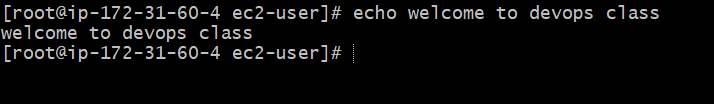 [root@ip-172-31-60-4 ec2-user]# echo welcome to devops class
welcome to devops class
[root@ip-172-31-60-4 ec2-user]#